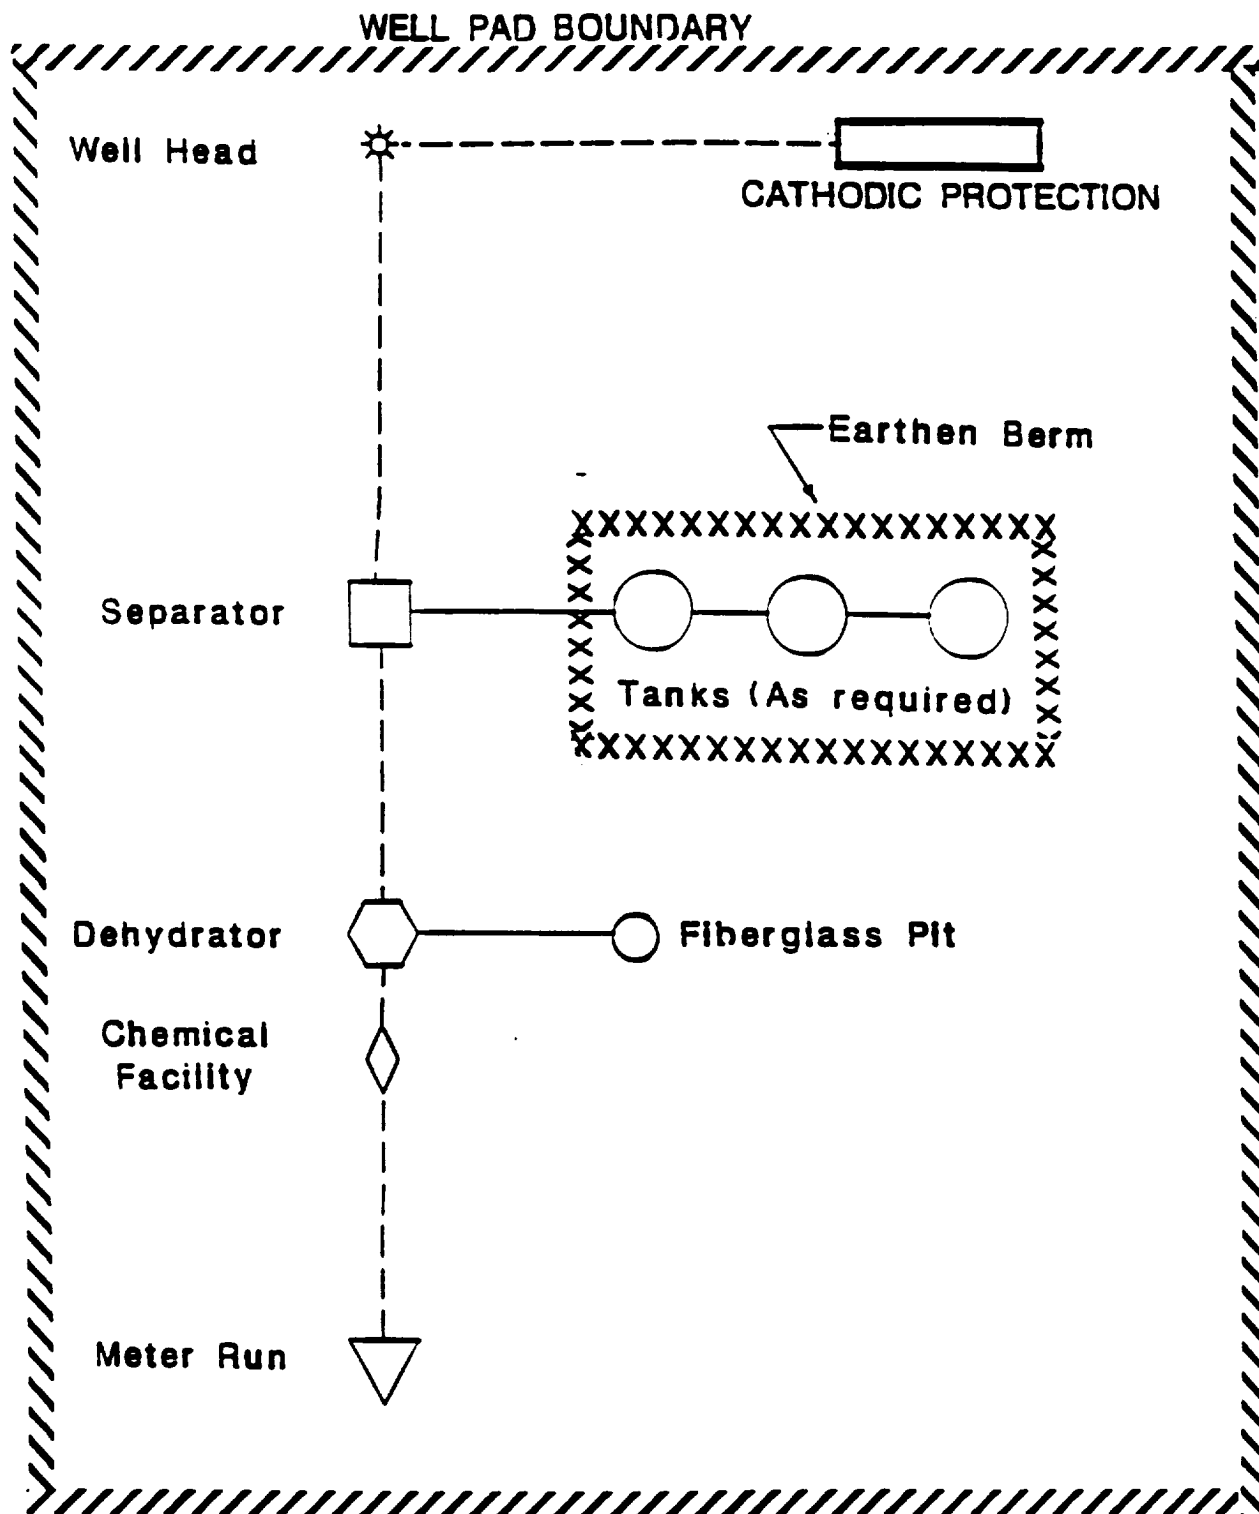 WELL PAD BOUNDARY
Well Head
CATHODIC PROTECTION
Earthen Berm
Separator
Tanks (As required)
Dehydrator
Fiberglass Pit
Chemical
Facility
Meter Run